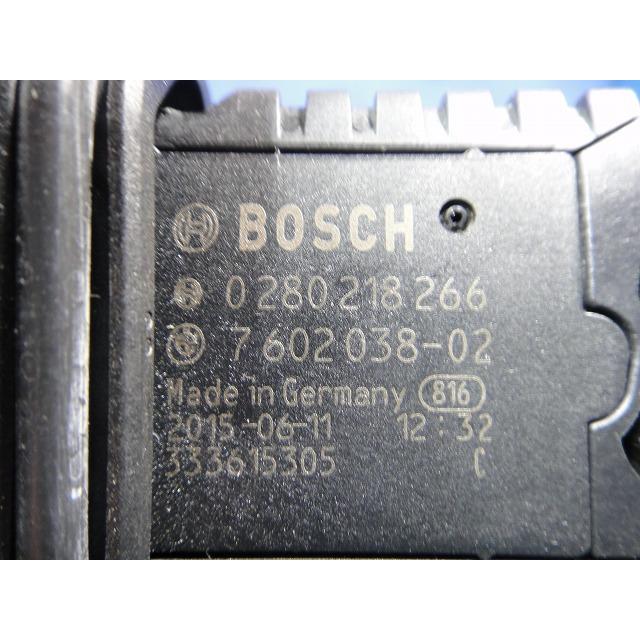 BOSCH
0 280 218 266
7 602 038-02
Made in Germany 816
2015-06-11 12:32
333615305 C